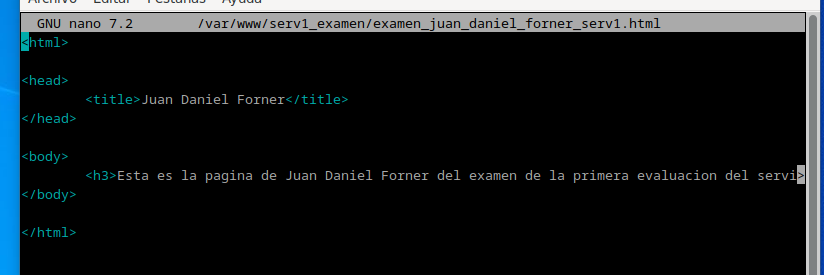 Archivo Editar Pestañas Ayuda
GNU nano 7.2 /var/www/serv1_examen/examen_juan_daniel_forner_serv1.html
<html>
<head>
<title>Juan Daniel Forner</title>
</head>
<body>
<h3>Esta es la pagina de Juan Daniel Forner del examen de la primera evaluacion del servi>
</body>
</html>